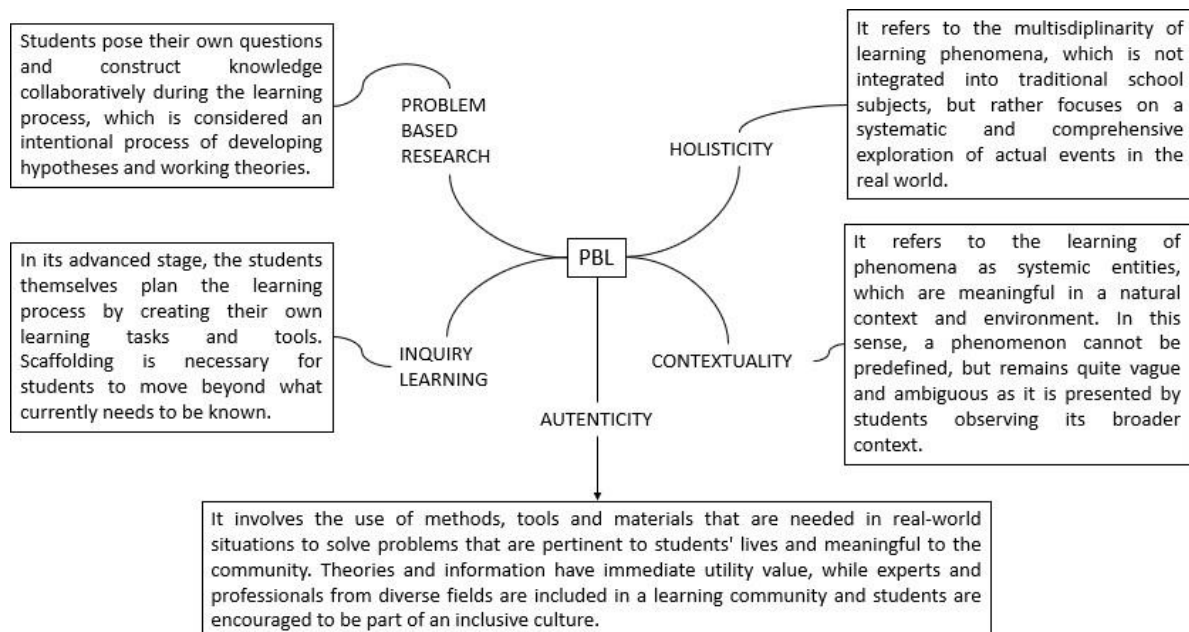 Students pose their own questions
and construct knowledge
collaboratively during the learning
process, which is considered an
intentional process of developing
hypotheses and working theories.
PROBLEM
BASED
RESEARCH
It refers to the multisdiplinarity of
learning phenomena, which is not
integrated into traditional school
subjects, but rather focuses on a
systematic and comprehensive
exploration of actual events in the
real world.
HOLISTICITY
PBL
In its advanced stage, the students
themselves plan the learning
process by creating their own
learning tasks and tools.
Scaffolding is necessary for
students to move beyond what
currently needs to be known.
INQUIRY
LEARNING
It refers to the learning of
phenomena as systemic entities,
which are meaningful in a natural
context and environment. In this
sense, a phenomenon cannot be
predefined, but remains quite vague
and ambiguous as it is presented by
students observing its broader
context.
CONTEXTUALITY
AUTENTICITY
It involves the use of methods, tools and materials that are needed in real-world
situations to solve problems that are pertinent to students' lives and meaningful to the
community. Theories and information have immediate utility value, while experts and
professionals from diverse fields are included in a learning community and students are
encouraged to be part of an inclusive culture.